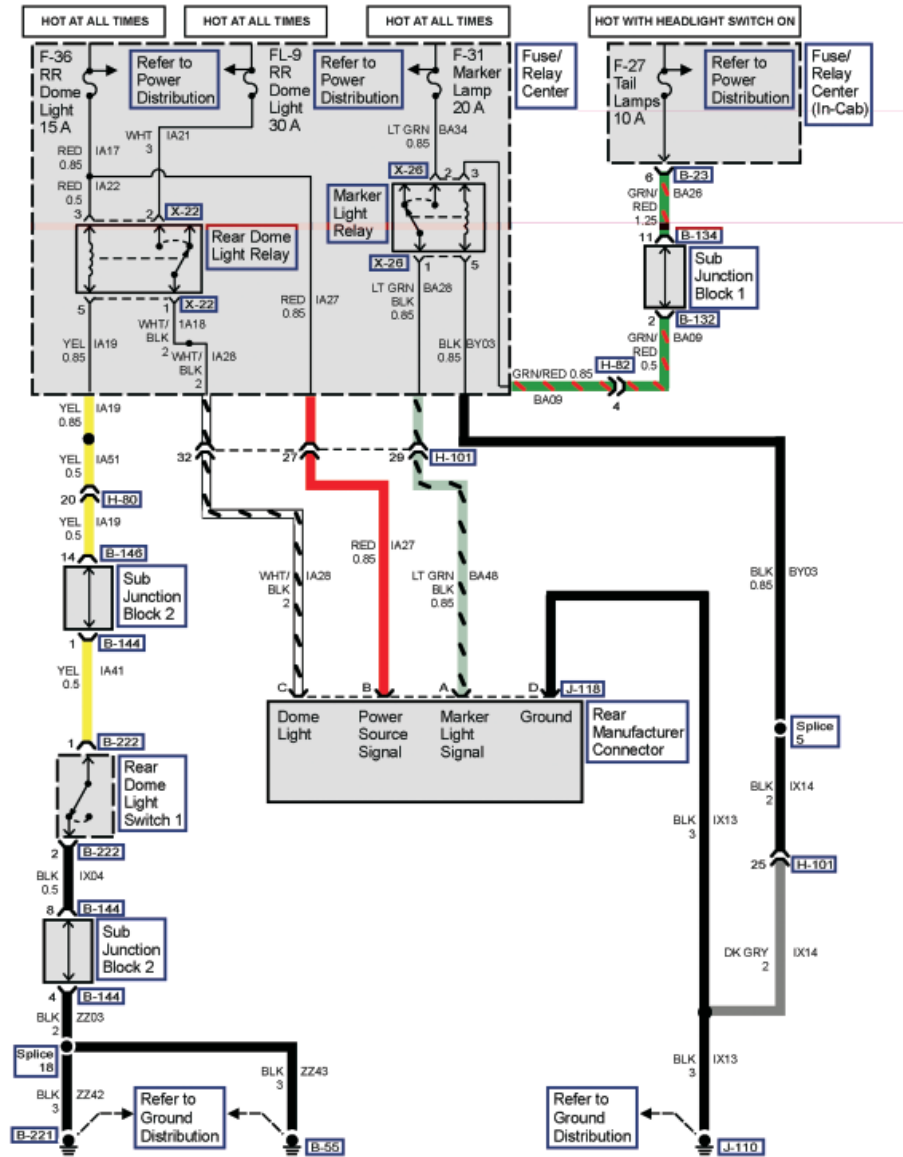 HOT AT ALL TIMES
HOT AT ALL TIMES
HOT AT ALL TIMES
HOT WITH HEADLIGHT SWITCH ON
F-36
RR
Dome
Light
15 A
Refer to
Power
Distribution
FL-9
RR
Dome
Light
30 A
Refer to
Power
Distribution
F-31
Marker
Lamp
20 A
Fuse/
Relay
Center
F-27
Tail
Lamps
10 A
Refer to
Power
Distribution
Fuse/
Relay
Center
(In-Cab)
WHT
3
IA21
LT GRN
0.85
BA34
RED
0.85
IA17
RED
0.5
IA22
3
2
X-22
X-26
2
3
Marker
Light
Relay
Rear Dome
Light Relay
6
B-23
GRN/
RED
1.25
BA26
11
B-134
Sub
Junction
Block 1
2
B-132
GRN/
RED
0.5
BA09
X-26
1
5
5
1
X-22
RED
0.85
IA27
LT GRN
BLK
0.85
BA28
WHT/
BLK
2
1A18
YEL
0.85
IA19
WHT/
BLK
2
IA28
BLK
0.85
BY03
H-82
GRN/RED 0.85
BA09
4
YEL
0.85
IA19
YEL
0.5
IA51
32
27
29
H-101
20
H-80
YEL
0.5
IA19
14
B-146
Sub
Junction
Block 2
1
B-144
YEL
0.5
IA41
WHT/
BLK
2
IA28
RED
0.85
IA27
LT GRN
BLK
0.85
BA48
BLK
0.85
BY03
C
B
A
D
J-118
Dome
Light
Power
Source
Signal
Marker
Light
Signal
Ground
Rear
Manufacturer
Connector
Splice
5
1
B-222
Rear
Dome
Light
Switch 1
2
B-222
BLK
2
IX14
BLK
3
IX13
25
H-101
BLK
0.5
IX04
8
B-144
Sub
Junction
Block 2
4
B-144
DK GRY
2
IX14
BLK
2
ZZ03
Splice
18
BLK
3
ZZ43
BLK
3
IX13
BLK
3
ZZ42
Refer to
Ground
Distribution
Refer to
Ground
Distribution
B-221
B-55
J-110